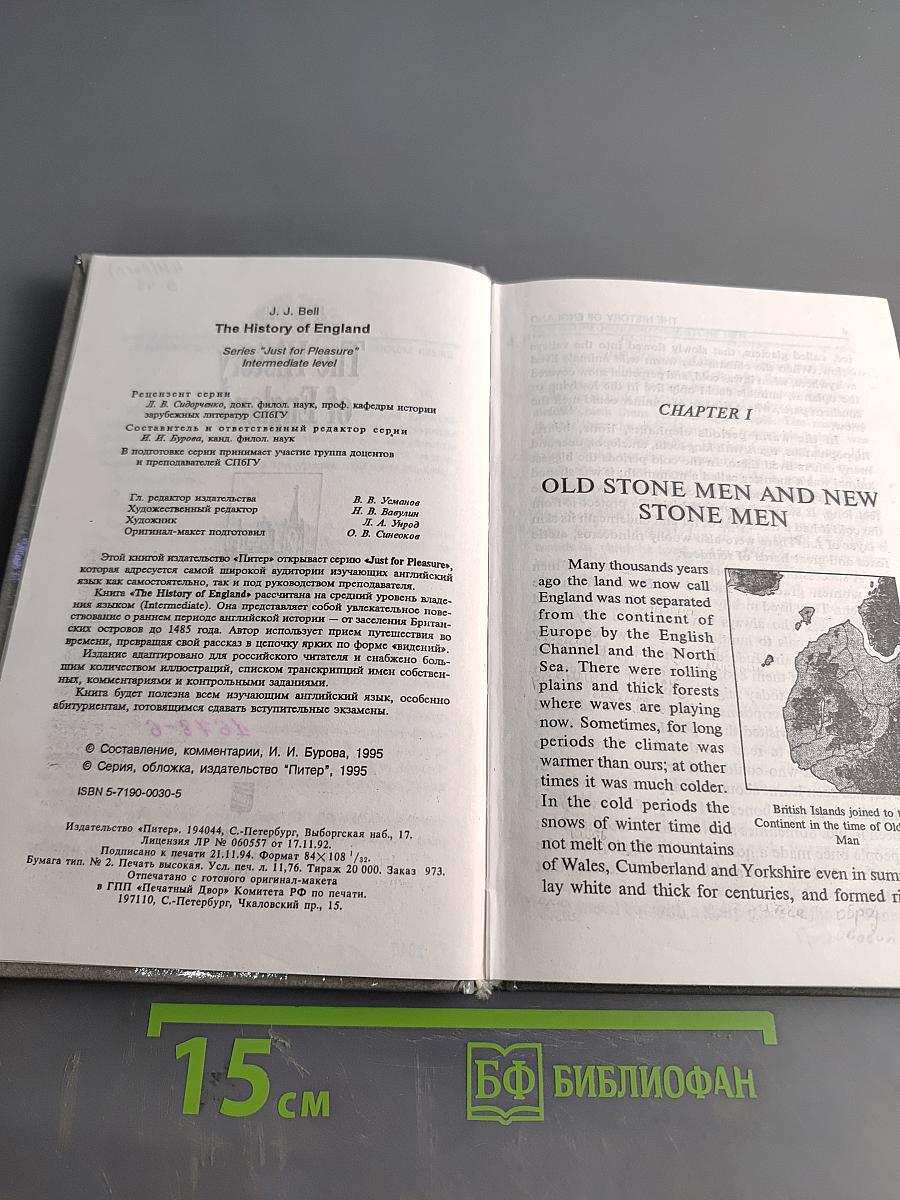 J. J. Bell
The History of England
Series "Just for Pleasure"
Intermediate level
Рецензент серии
Л. В. Сидорченко, докт. филол. наук, проф. кафедры истории
зарубежных литератур СПбГУ
Составитель и ответственный редактор серии
И. И. Бурова, канд. филол. наук
В подготовке серии принимает участие группа доцентов
и преподавателей СПбГУ
Гл. редактор издательства В. В. Усманов
Художественный редактор Н. В. Вавулин
Художник Л. А. Унрод
Оригинал-макет подготовил О. В. Синеоков
Этой книгой издательство «Питер» открывает серию «Just for Pleasure»,
которая адресуется самой широкой аудитории изучающих английский
язык как самостоятельно, так и под руководством преподавателя.
Книга «The History of England» рассчитана на средний уровень владе-
ния языком (Intermediate). Она представляет собой увлекательное пове-
ствование о раннем периоде английской истории — от заселения Британ-
ских островов до 1485 года. Автор использует прием путешествия во
времени, превращая свой рассказ в цепочку ярких по форме «видений».
Издание адаптировано для российского читателя и снабжено боль-
шим количеством иллюстраций, списком транскрипций имен собствен-
ных, комментариями и контрольными заданиями.
Книга будет полезна всем изучающим английский язык, особенно
абитуриентам, готовящимся сдавать вступительные экзамены.
© Составление, комментарии, И. И. Бурова, 1995
© Серия, обложка, издательство "Питер", 1995
ISBN 5-7190-0030-5
Издательство «Питер». 194044, С.-Петербург, Выборгская наб., 17.
Лицензия ЛР № 060557 от 17.11.92.
Подписано к печати 21.11.94. Формат 84×108 1/32.
Бумага тип. № 2. Печать высокая. Усл. печ. л. 11,76. Тираж 20 000. Заказ 973.
Отпечатано с готового оригинал-макета
в ГПП «Печатный Двор» Комитета РФ по печати.
197110, С.-Петербург, Чкаловский пр., 15.
CHAPTER I
OLD STONE MEN AND NEW
STONE MEN
Many thousands years
ago the land we now call
England was not separated
from the continent of
Europe by the English
Channel and the North
Sea. There were rolling
plains and thick forests
where waves are playing
now. Sometimes, for long
periods the climate was
warmer than ours; at other
times it was much colder.
In the cold periods the
snows of winter time did
not melt on the mountains
of Wales, Cumberland and Yorkshire even in sum
lay white and thick for centuries, and formed ri
British Islands joined to
Continent in the time of Old
Man
15 см
БФ БИБЛИОФАН